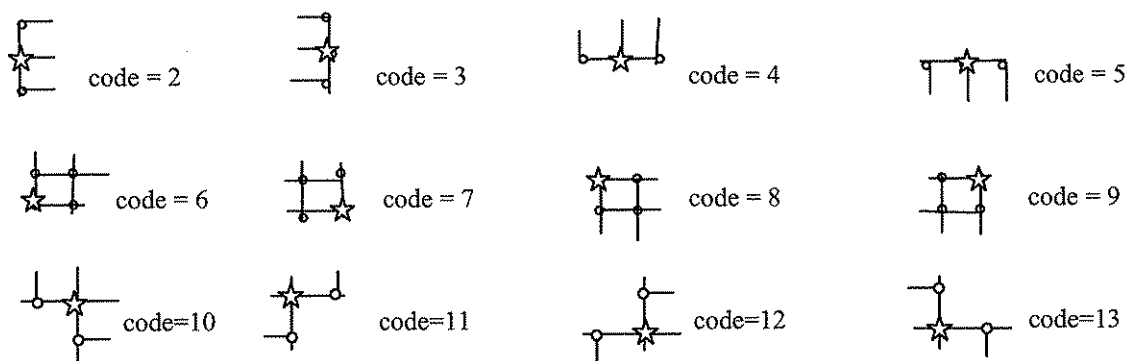 code = 2 code = 3 code = 4 code = 5
code = 6 code = 7 code = 8 code = 9
code=10 code=11 code=12 code=13